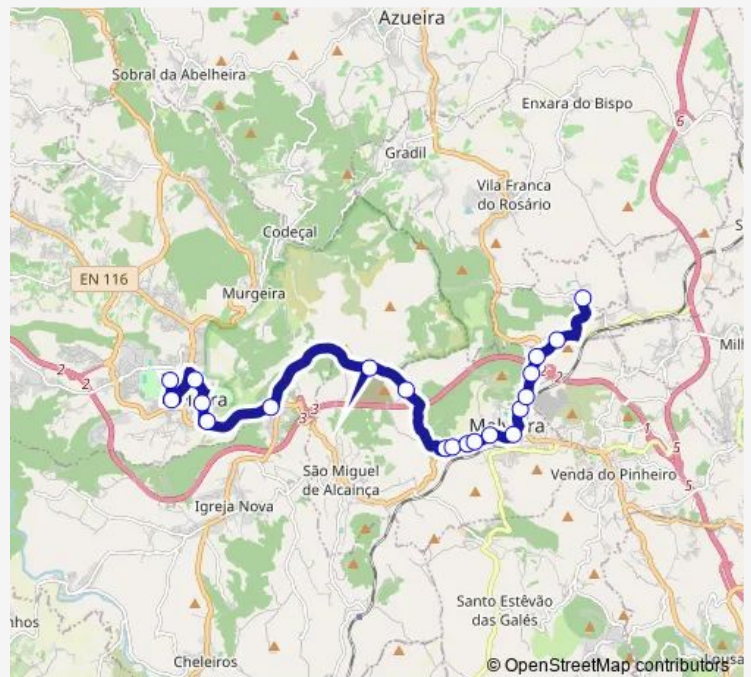 Azueira
Sobral da Abelheira
Enxara do Bispo
6
Gradil
Vila Franca
do Rosário
Codeçal
EN 116
Murgeira
2
2
3
3
2
2
1
5
5
São Miguel
de Alcainça
Venda do Pinheiro
Igreja Nova
Santo Estêvão
das Galés
Cheleiros
© OpenStreetMap contributors